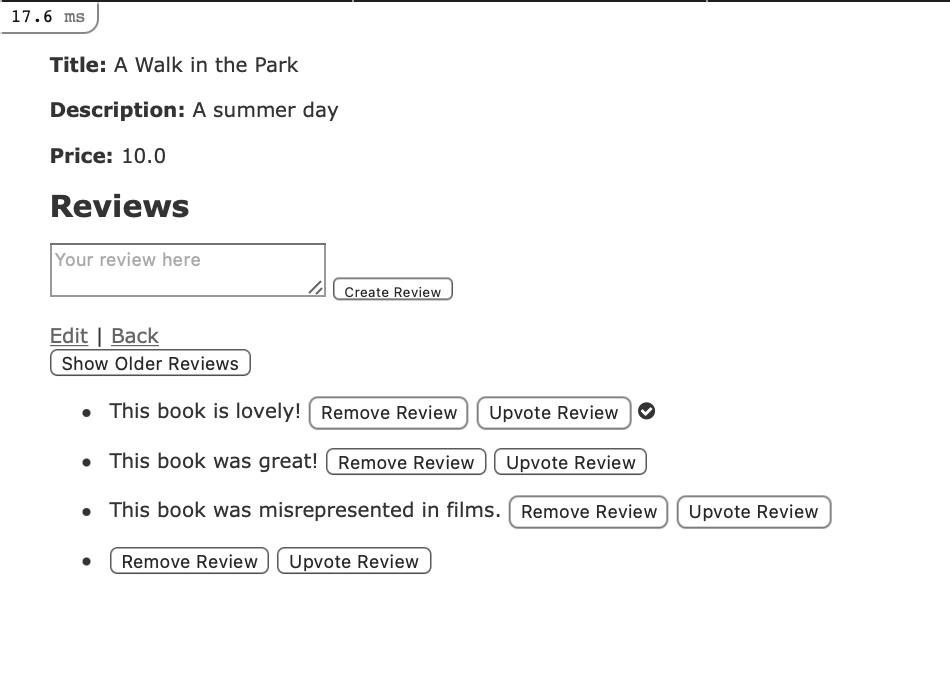 17.6 ms
Title: A Walk in the Park
Description: A summer day
Price: 10.0
Reviews
Your review here
Create Review
Edit | Back
Show Older Reviews
This book is lovely! Remove Review Upvote Review
This book was great! Remove Review Upvote Review
This book was misrepresented in films. Remove Review Upvote Review
Remove Review Upvote Review